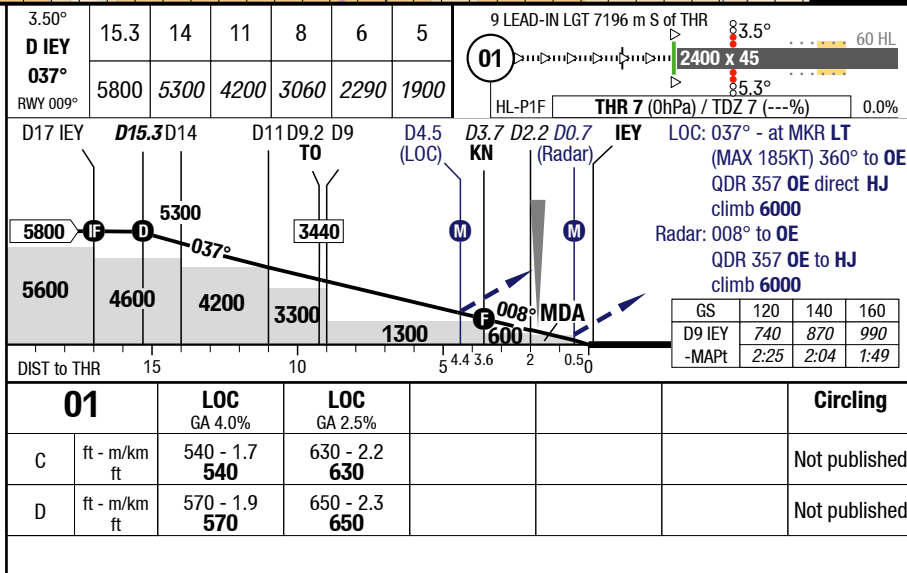 3.50°
D IEY
037°
RWY 009°
15.3 14 11 8 6 5
5800 5300 4200 3060 2290 1900
9 LEAD-IN LGT 7196 m S of THR
01
3.5°
60 HL
2400 x 45
5.3°
HL-P1F THR 7 (0hPa) / TDZ 7 (---%) 0.0%
D17 IEY D15.3 D14 D11 D9.2 D9 D4.5 D3.7 D2.2 D0.7 IEY
TO (LOC) KN (Radar)
LOC: 037° - at MKR LT
(MAX 185KT) 360° to OE
QDR 357 OE direct HJ
climb 6000
Radar: 008° to OE
QDR 357 OE to HJ
climb 6000
5300
5800 IF D 3440 M M
037°
5600 4600 4200 3300 1300 F 600 008° MDA
GS 120 140 160
D9 IEY 740 870 990
-MAPt 2:25 2:04 1:49
DIST to THR 15 10 5 4.4 3.6 2 0.5 0
01 LOC LOC Circling
GA 4.0% GA 2.5%
C ft - m/km 540 - 1.7 630 - 2.2 Not published
ft 540 630
D ft - m/km 570 - 1.9 650 - 2.3 Not published
ft 570 650